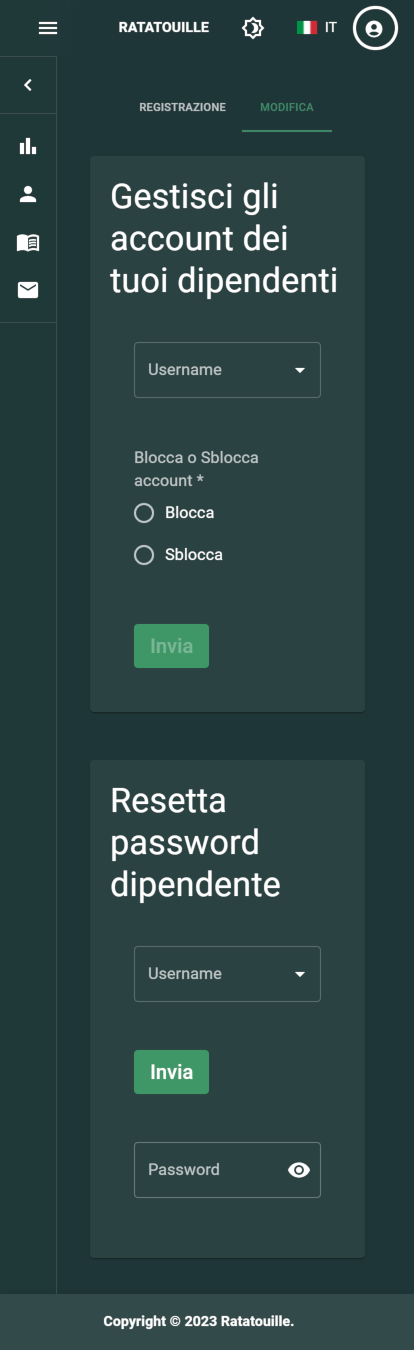 RATATOUILLE
IT
REGISTRAZIONE
MODIFICA
Gestisci gli
account dei
tuoi dipendenti
Username
Blocca o Sblocca
account *
Blocca
Sblocca
Invia
Resetta
password
dipendente
Username
Invia
Password
Copyright © 2023 Ratatouille.